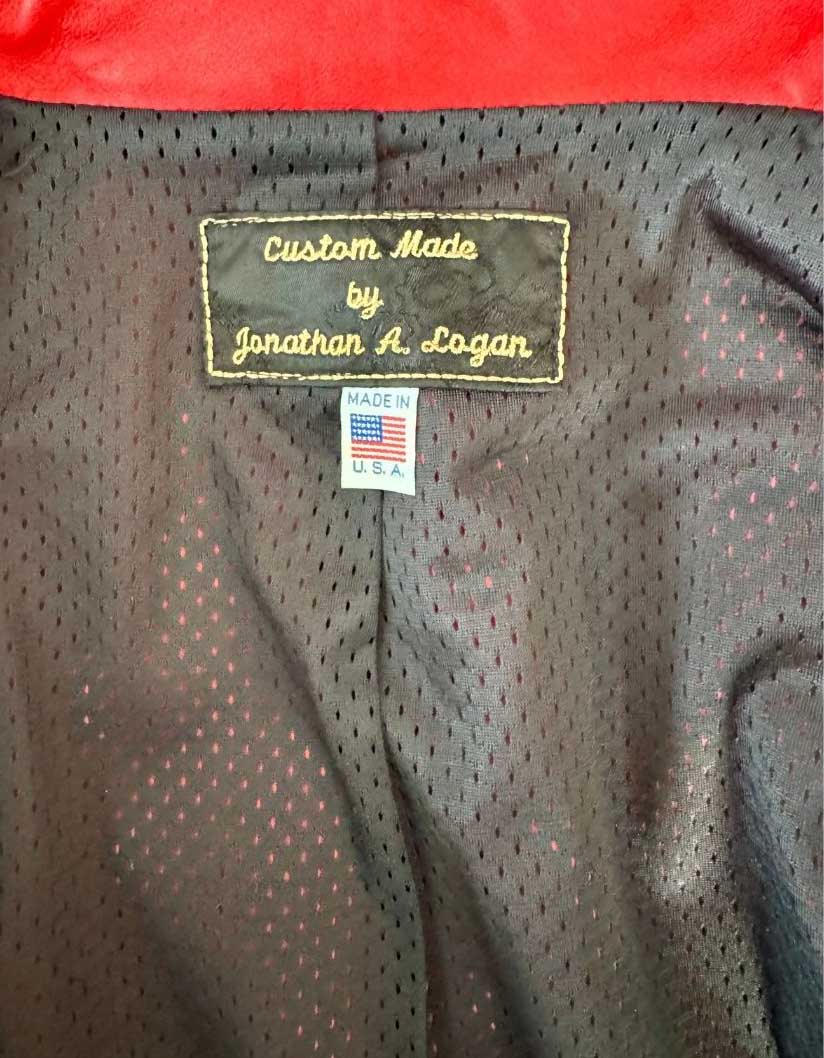 Custom Made
by
Jonathan A. Logan
MADE IN
U. S. A.